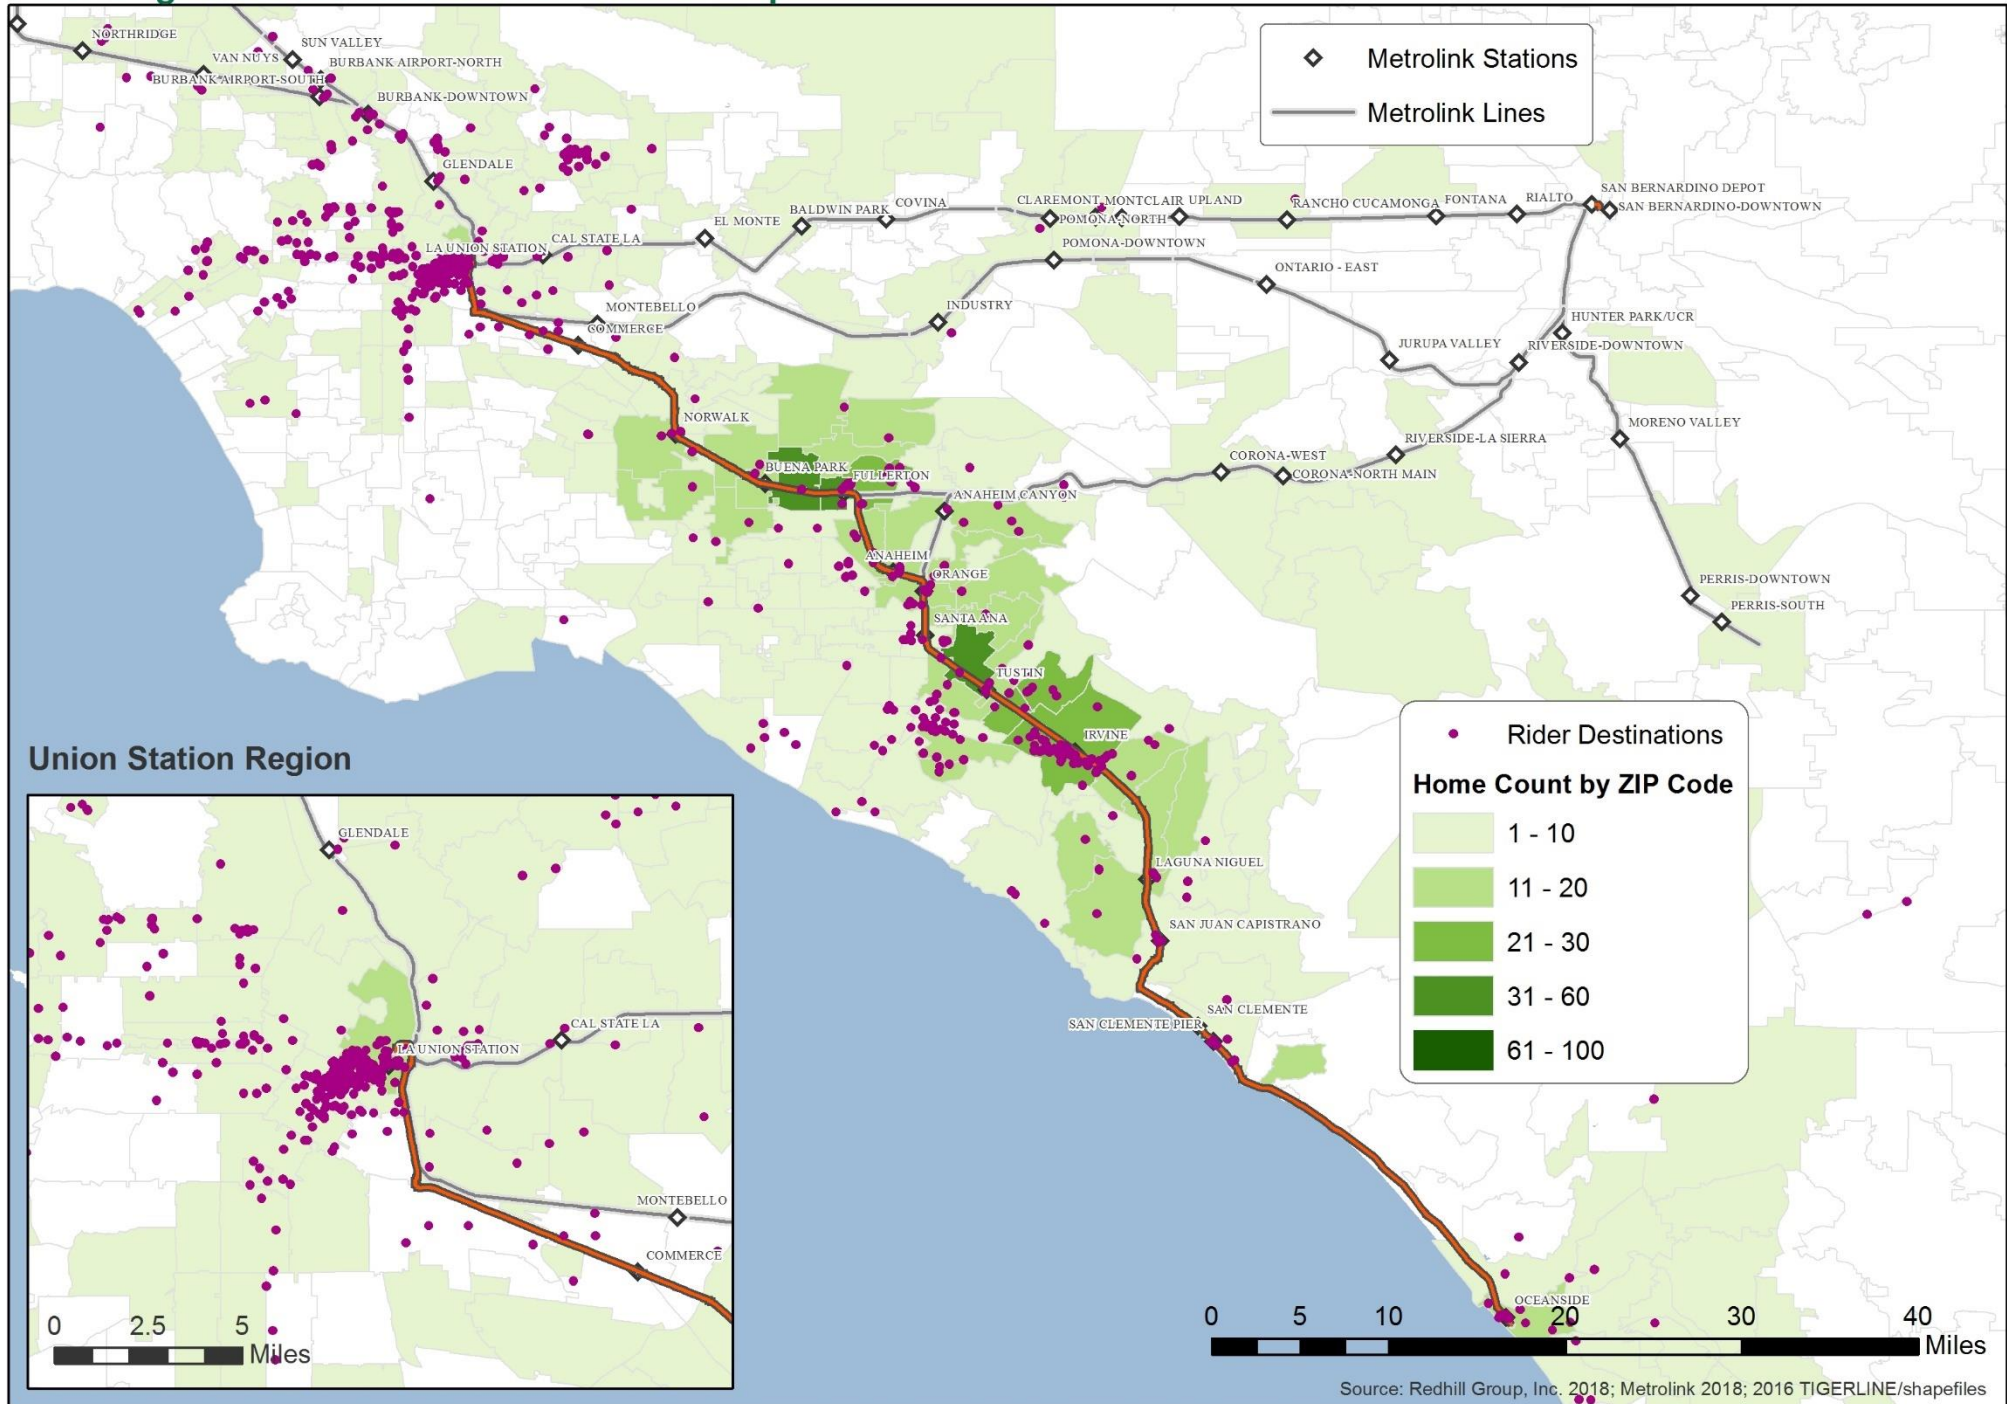 Metrolink Stations
Metrolink Lines
NORTHRIDGE
SUN VALLEY
VAN NUYS
BURBANK AIRPORT-NORTH
BURBANK AIRPORT-SOUTH
BURBANK-DOWNTOWN
GLENDALE
LA UNION STATION
CAL STATE LA
EL MONTE
BALDWIN PARK
COVINA
CLAREMONT
MONTCLAIR
UPLAND
POMONA-NORTH
RANCHO CUCAMONGA
FONTANA
RIALTO
SAN BERNARDINO DEPOT
SAN BERNARDINO-DOWNTOWN
POMONA-DOWNTOWN
ONTARIO - EAST
MONTEBELLO
COMMERCE
INDUSTRY
HUNTER PARK/UCR
JURUPA VALLEY
RIVERSIDE-DOWNTOWN
NORWALK
MORENO VALLEY
RIVERSIDE-LA SIERRA
BUENA PARK
FULLERTON
CORONA-WEST
CORONA-NORTH MAIN
ANAHEIM CANYON
ANAHEIM
ORANGE
PERRIS-DOWNTOWN
PERRIS-SOUTH
SANTA ANA
TUSTIN
IRVINE
LAGUNA NIGUEL
SAN JUAN CAPISTRANO
SAN CLEMENTE
SAN CLEMENTE PIER
OCEANSIDE
Rider Destinations
Home Count by ZIP Code
1 - 10
11 - 20
21 - 30
31 - 60
61 - 100
Union Station Region
GLENDALE
CAL STATE LA
LA UNION STATION
MONTEBELLO
COMMERCE
0 2.5 5
Miles
0 5 10 20 30 40
Miles
Source: Redhill Group, Inc. 2018; Metrolink 2018; 2016 TIGERLINE/shapefiles